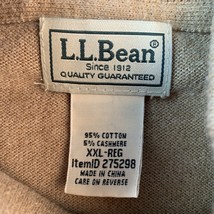 L.L.Bean®
Since 1912
QUALITY GUARANTEED
95% COTTON
5% CASHMERE
XXL-REG
ItemID 275298
MADE IN CHINA
CARE ON REVERSE